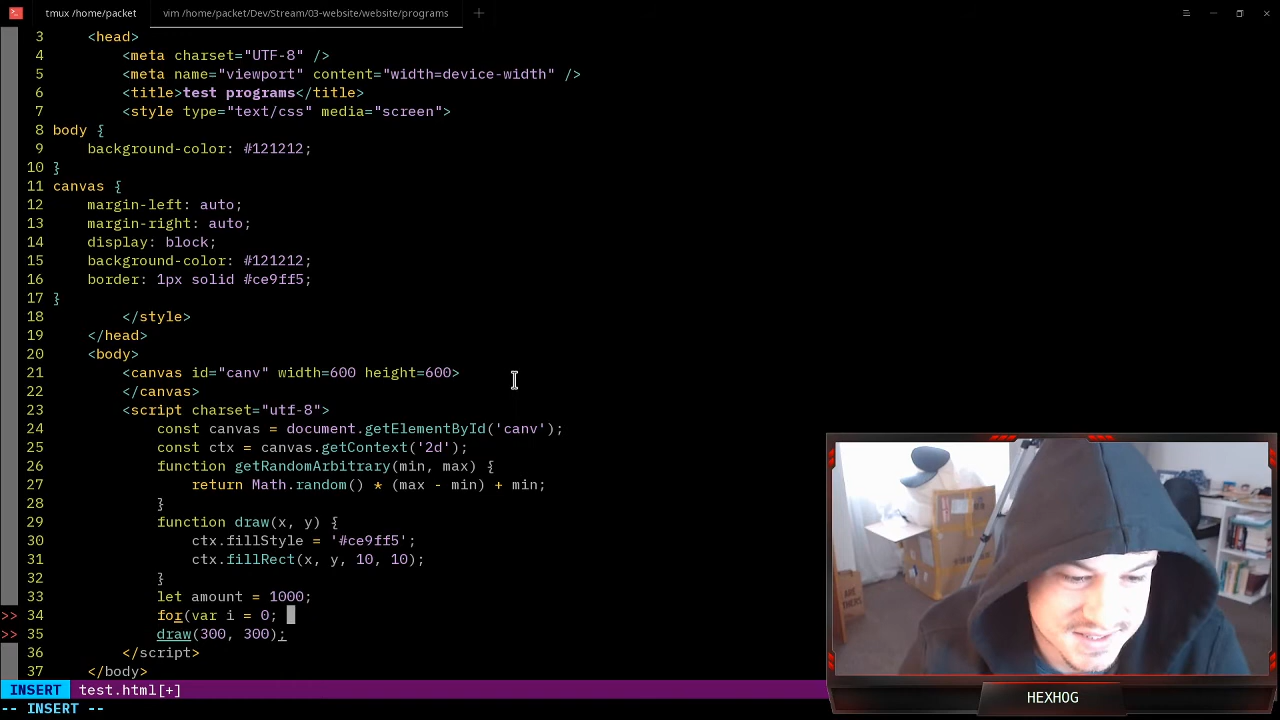 tmux /home/packet
vim /home/packet/Dev/Stream/03-website/website/programs
3 <head>
4 <meta charset="UTF-8" />
5 <meta name="viewport" content="width=device-width" />
6 <title>test programs</title>
7 <style type="text/css" media="screen">
8 body {
9 background-color: #121212;
10 }
11 canvas {
12 margin-left: auto;
13 margin-right: auto;
14 display: block;
15 background-color: #121212;
16 border: 1px solid #ce9ff5;
17 }
18 </style>
19 </head>
20 <body>
21 <canvas id="canv" width=600 height=600>
22 </canvas>
23 <script charset="utf-8">
24 const canvas = document.getElementById('canv');
25 const ctx = canvas.getContext('2d');
26 function getRandomArbitrary(min, max) {
27 return Math.random() * (max - min) + min;
28 }
29 function draw(x, y) {
30 ctx.fillStyle = '#ce9ff5';
31 ctx.fillRect(x, y, 10, 10);
32 }
33 let amount = 1000;
>> 34 for(var i = 0;
>> 35 draw(300, 300);
36 </script>
37 </body>
INSERT test.html[+]
-- INSERT --
HEXHOG